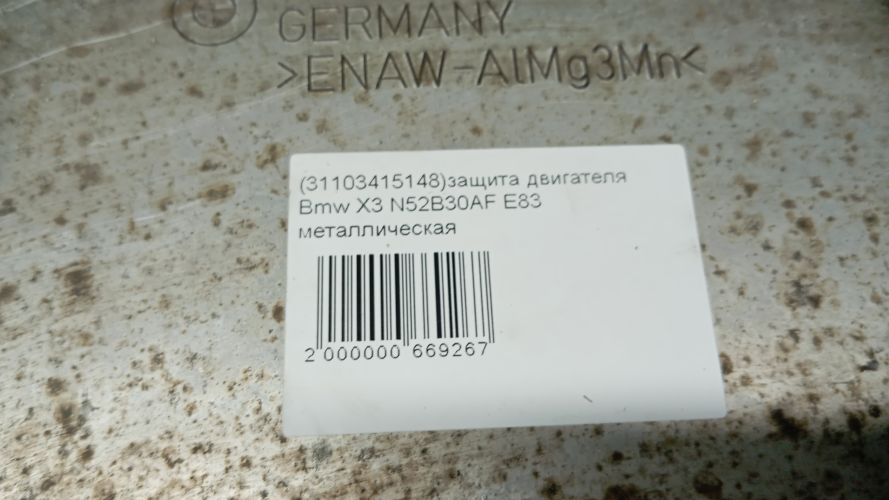 GERMANY
>ENAW-AlMg3Mn<
(31103415148)защита двигателя
Bmw X3 N52B30AF E83
металлическая
2 000000 669267